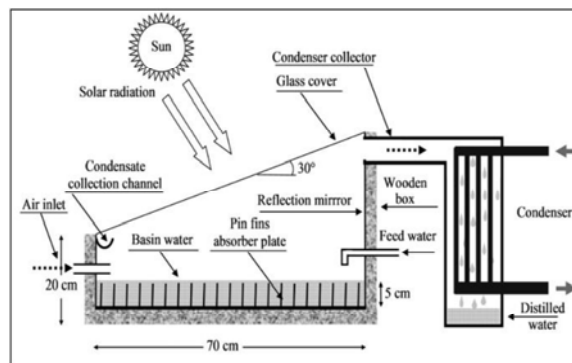 Sun
Solar radiation
Condenser collector
Glass cover
30°
Condensate
collection channel
Air inlet
Reflection mirrror
Wooden
box
Condenser
Pin fins
absorber plate
Basin water
Feed water
20 cm
5 cm
Distilled
water
70 cm